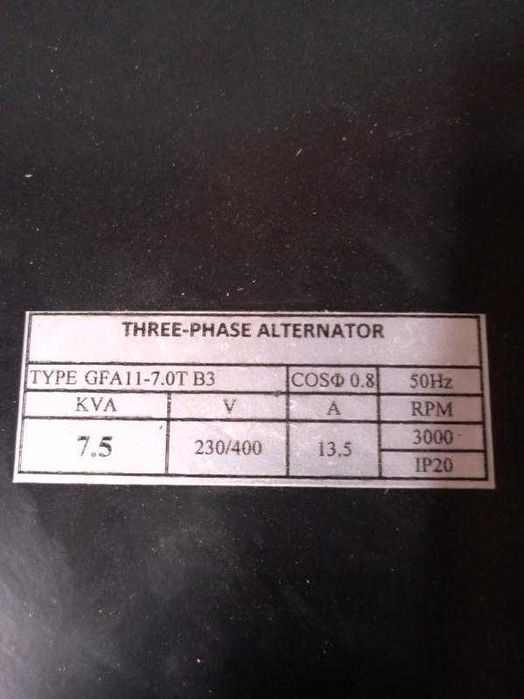 THREE-PHASE ALTERNATOR
TYPE GFA11-7.0T B3 COSΦ 0.8 50Hz
KVA V A RPM
7.5 230/400 13.5 3000
IP20